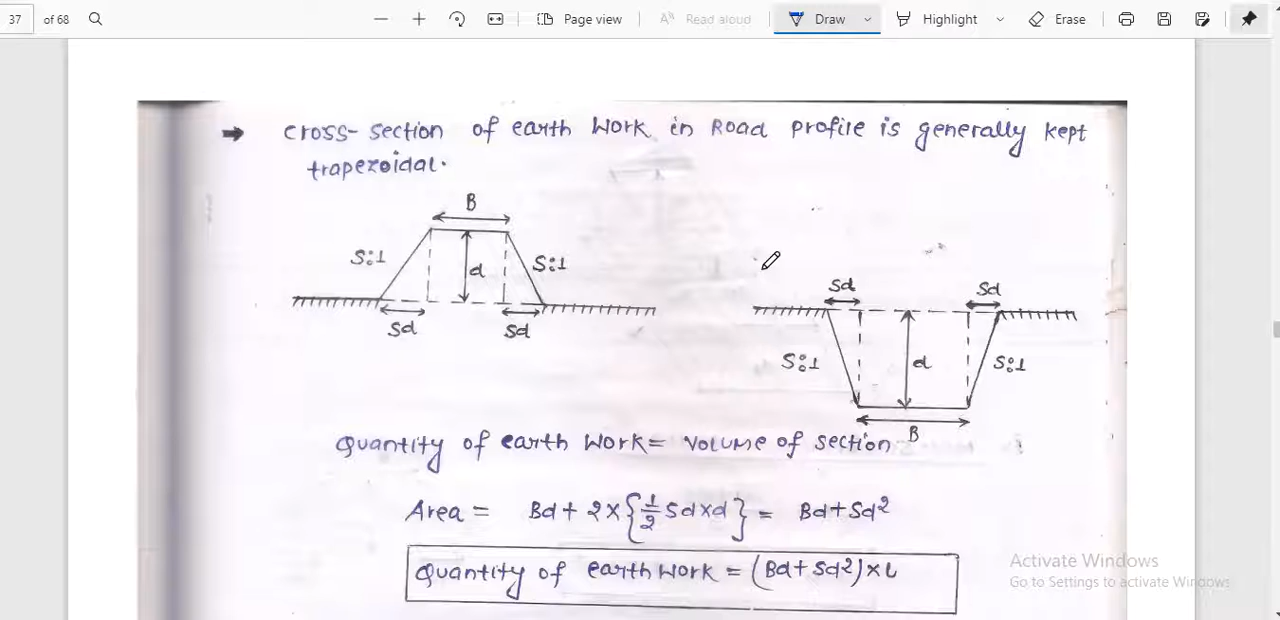 37 of 68 Page view Read aloud Draw Highlight Erase
→ Cross-section of earth Work in Road profile is generally kept
trapezoidal.
B
S:1 d S:1
Sd Sd
Sd Sd
S:1 d S:1
B
Quantity of earth Work = Volume of section
Area = Bd + 2 × { 1/2 Sd × d } = Bd + Sd²
Quantity of earth work = (Bd + Sd²) × L
Activate Windows
Go to Settings to activate Windows